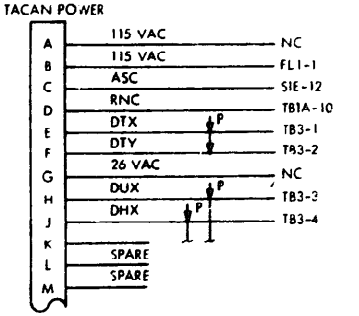 TACAN POWER
A 115 VAC NC
B 115 VAC FL1-1
C ASC S1E-12
D RNC TB1A-10
E DTX P TB3-1
F DTY TB3-2
G 26 VAC NC
H DUX P TB3-3
J DHX P TB3-4
K
L SPARE
M SPARE